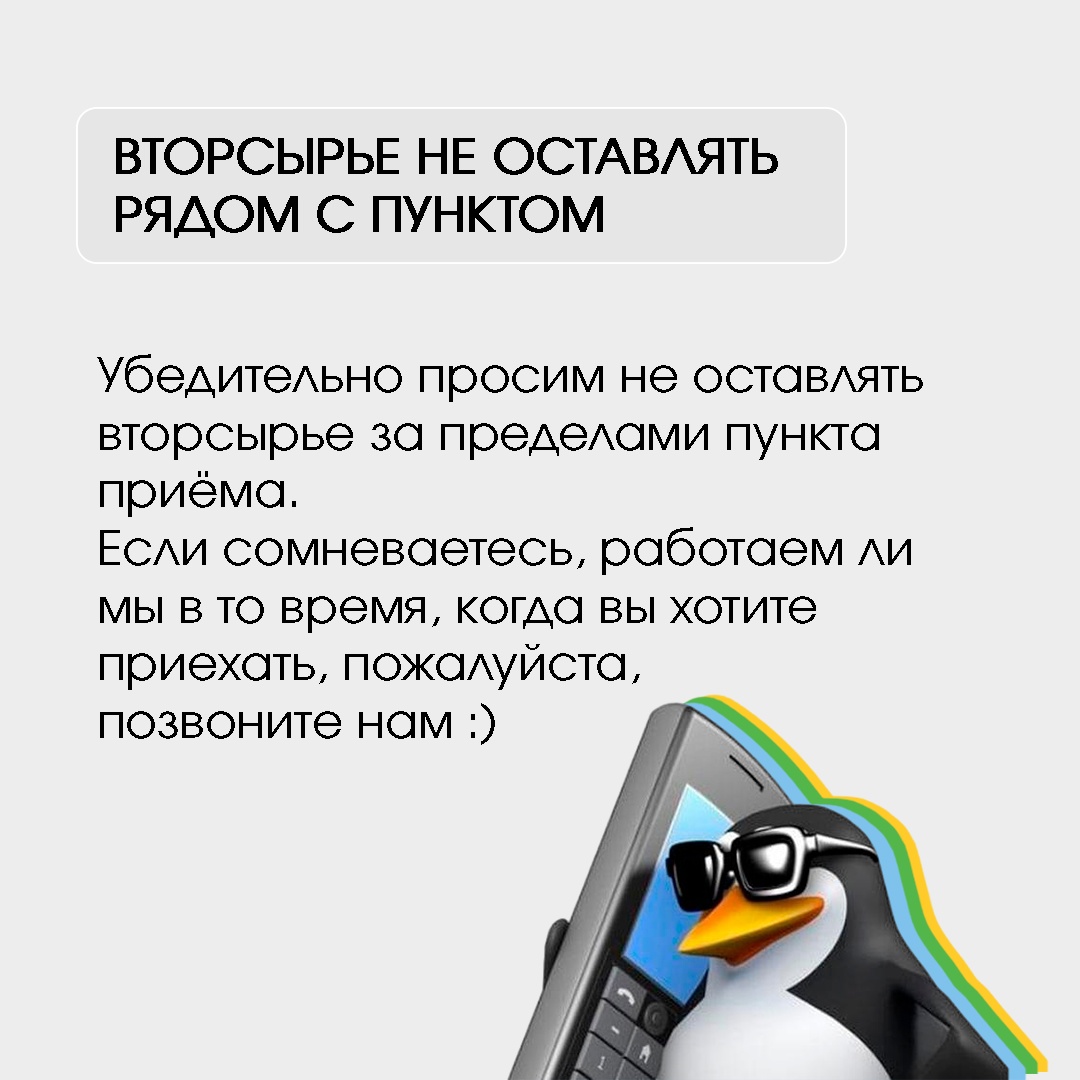 ВТОРСЫРЬЕ НЕ ОСТАВЛЯТЬ
РЯДОМ С ПУНКТОМ
Убедительно просим не оставлять
вторсырье за пределами пункта
приёма.
Если сомневаетесь, работаем ли
мы в то время, когда вы хотите
приехать, пожалуйста,
позвоните нам :)
1